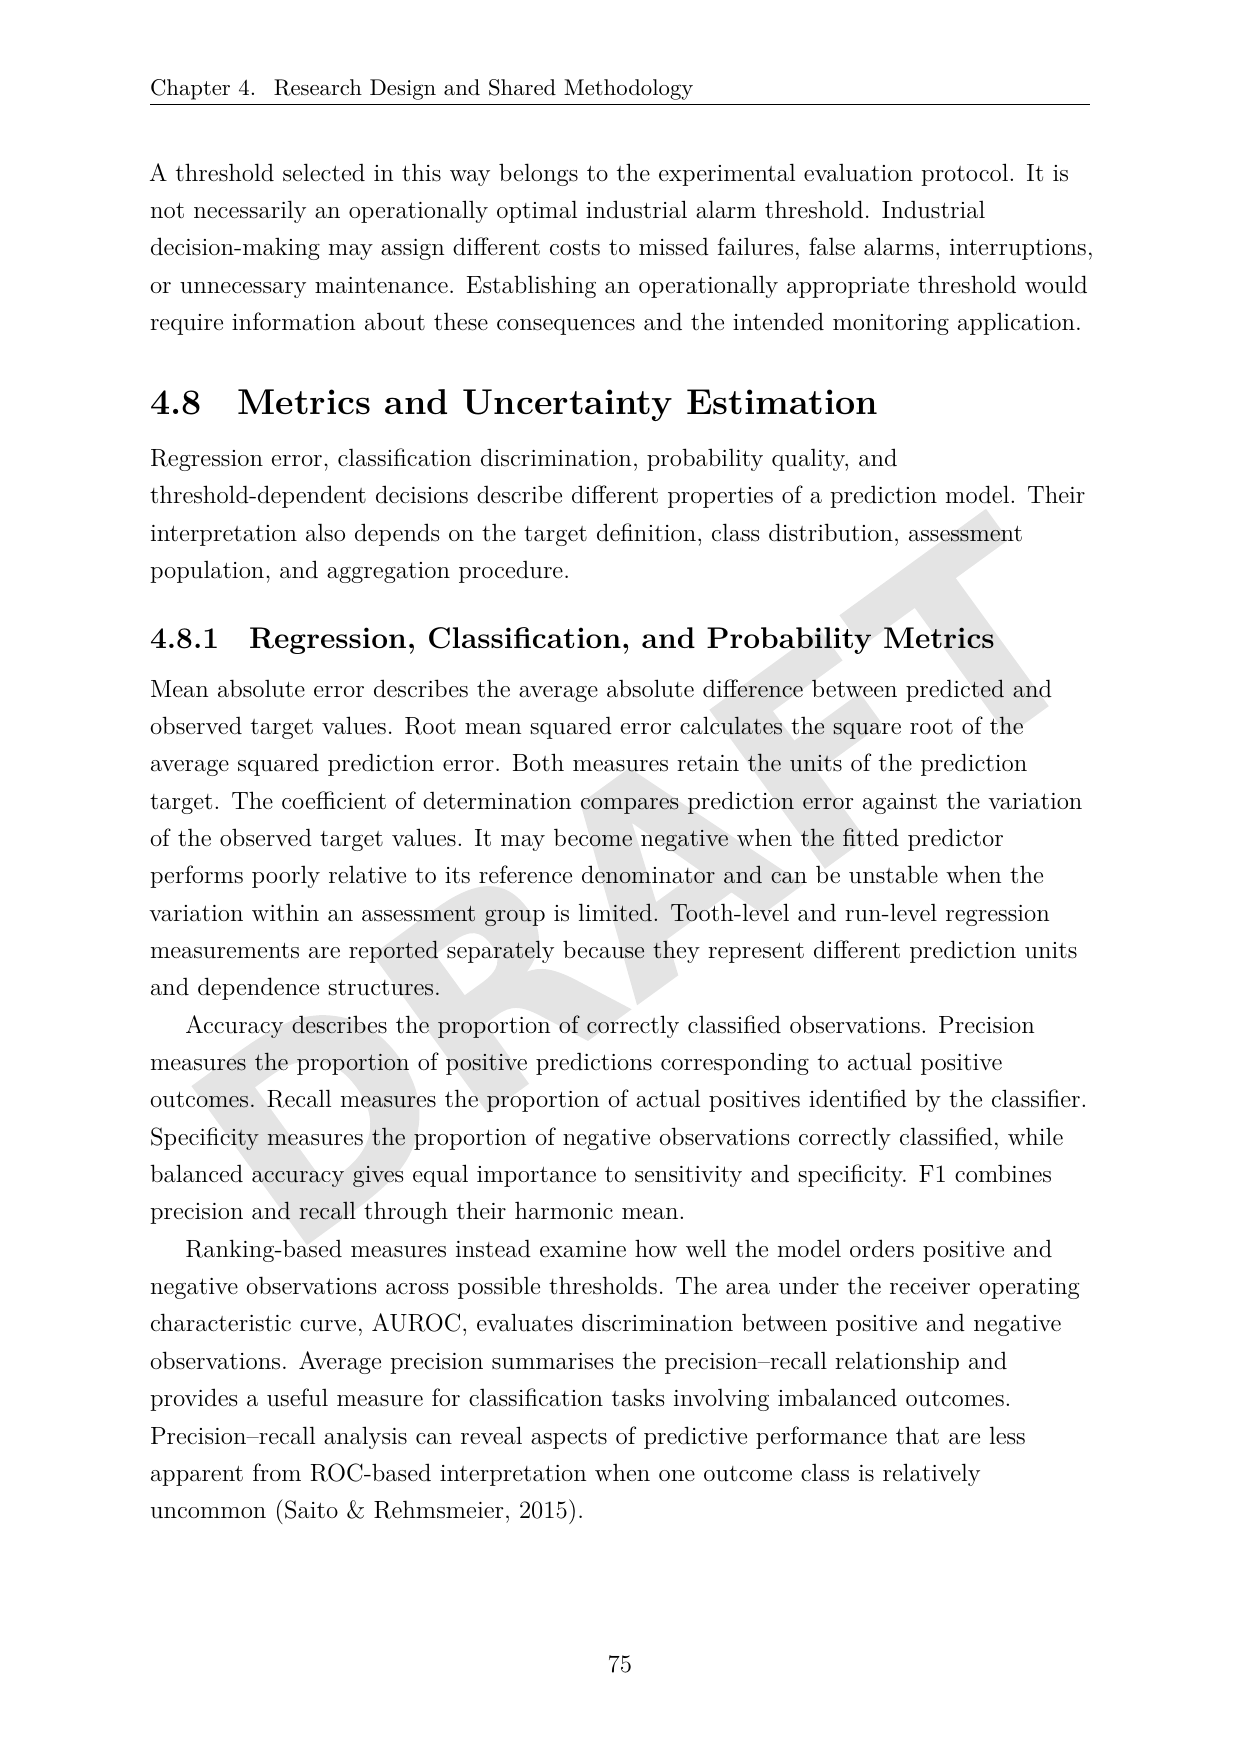 Chapter 4. Research Design and Shared Methodology
A threshold selected in this way belongs to the experimental evaluation protocol. It is
not necessarily an operationally optimal industrial alarm threshold. Industrial
decision-making may assign different costs to missed failures, false alarms, interruptions,
or unnecessary maintenance. Establishing an operationally appropriate threshold would
require information about these consequences and the intended monitoring application.
4.8 Metrics and Uncertainty Estimation
Regression error, classification discrimination, probability quality, and
threshold-dependent decisions describe different properties of a prediction model. Their
interpretation also depends on the target definition, class distribution, assessment
population, and aggregation procedure.
4.8.1 Regression, Classification, and Probability Metrics
Mean absolute error describes the average absolute difference between predicted and
observed target values. Root mean squared error calculates the square root of the
average squared prediction error. Both measures retain the units of the prediction
target. The coefficient of determination compares prediction error against the variation
of the observed target values. It may become negative when the fitted predictor
performs poorly relative to its reference denominator and can be unstable when the
variation within an assessment group is limited. Tooth-level and run-level regression
measurements are reported separately because they represent different prediction units
and dependence structures.
Accuracy describes the proportion of correctly classified observations. Precision
measures the proportion of positive predictions corresponding to actual positive
outcomes. Recall measures the proportion of actual positives identified by the classifier.
Specificity measures the proportion of negative observations correctly classified, while
balanced accuracy gives equal importance to sensitivity and specificity. F1 combines
precision and recall through their harmonic mean.
Ranking-based measures instead examine how well the model orders positive and
negative observations across possible thresholds. The area under the receiver operating
characteristic curve, AUROC, evaluates discrimination between positive and negative
observations. Average precision summarises the precision–recall relationship and
provides a useful measure for classification tasks involving imbalanced outcomes.
Precision–recall analysis can reveal aspects of predictive performance that are less
apparent from ROC-based interpretation when one outcome class is relatively
uncommon (Saito & Rehmsmeier, 2015).
75
DRAFT